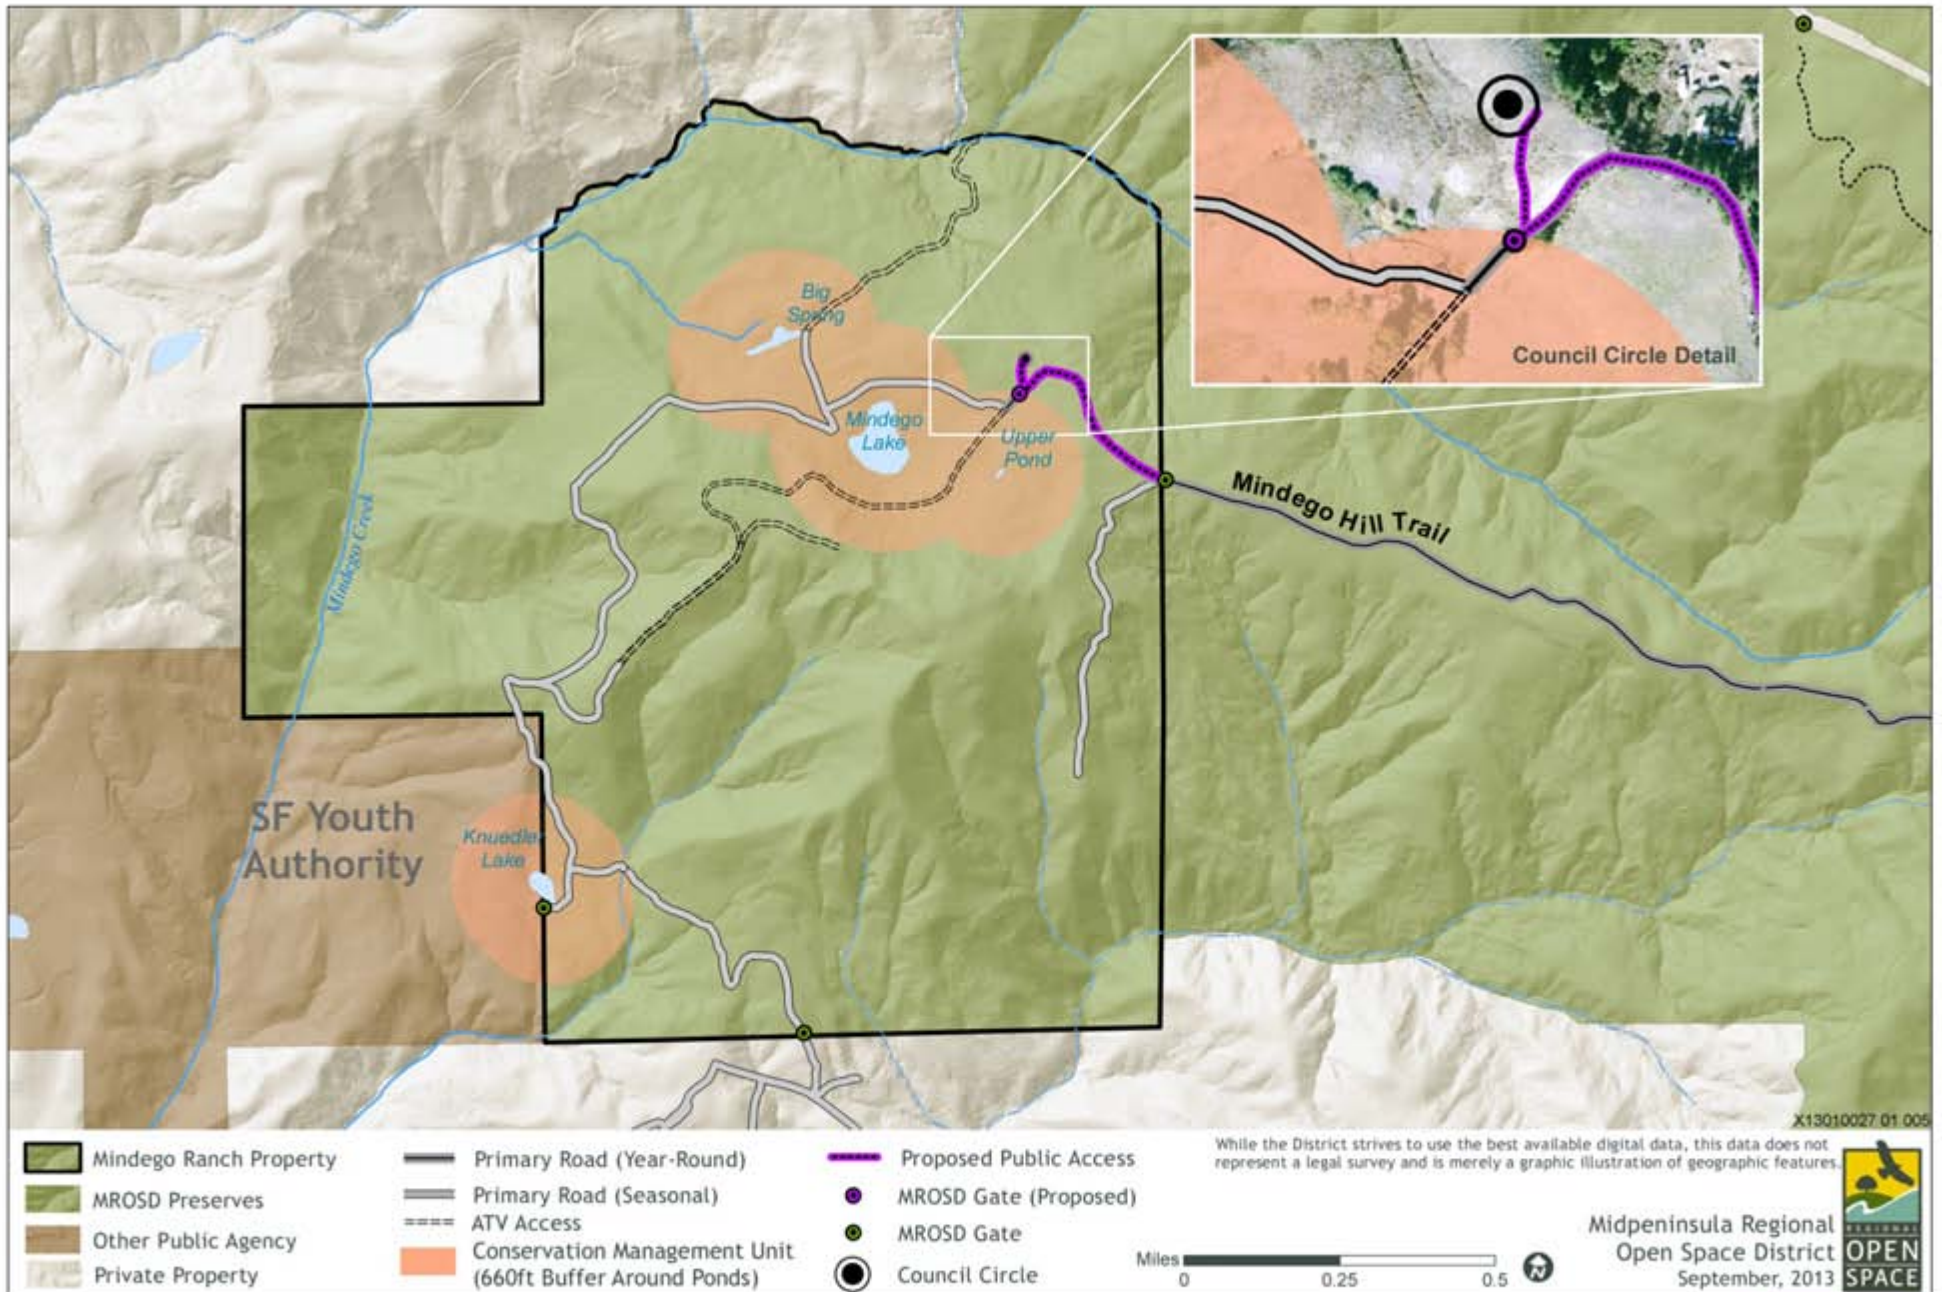 Council Circle Detail
Big
Spring
Mindego
Lake
Upper
Pond
Mindego Hill Trail
Mindego Creek
SF Youth
Authority
Knuedler
Lake
X13010027 01 005
Mindego Ranch Property
MROSD Preserves
Other Public Agency
Private Property
Primary Road (Year-Round)
Primary Road (Seasonal)
ATV Access
Conservation Management Unit
(660ft Buffer Around Ponds)
Proposed Public Access
MROSD Gate (Proposed)
MROSD Gate
Council Circle
While the District strives to use the best available digital data, this data does not
represent a legal survey and is merely a graphic illustration of geographic features.
Miles
0 0.25 0.5
N
Midpeninsula Regional
Open Space District
September, 2013
REGIONAL
OPEN
SPACE